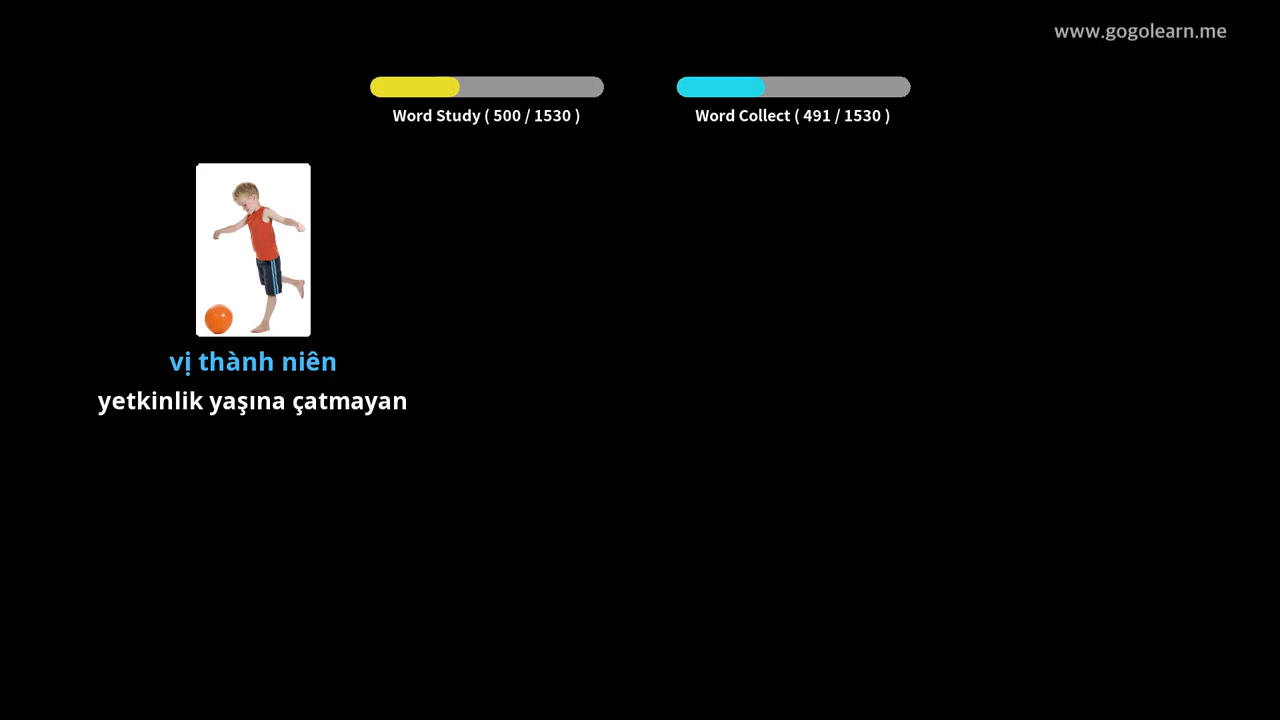 www.gogolearn.me
Word Study ( 500 / 1530 )
Word Collect ( 491 / 1530 )
vị thành niên
yetkinlik yaşına çatmayan